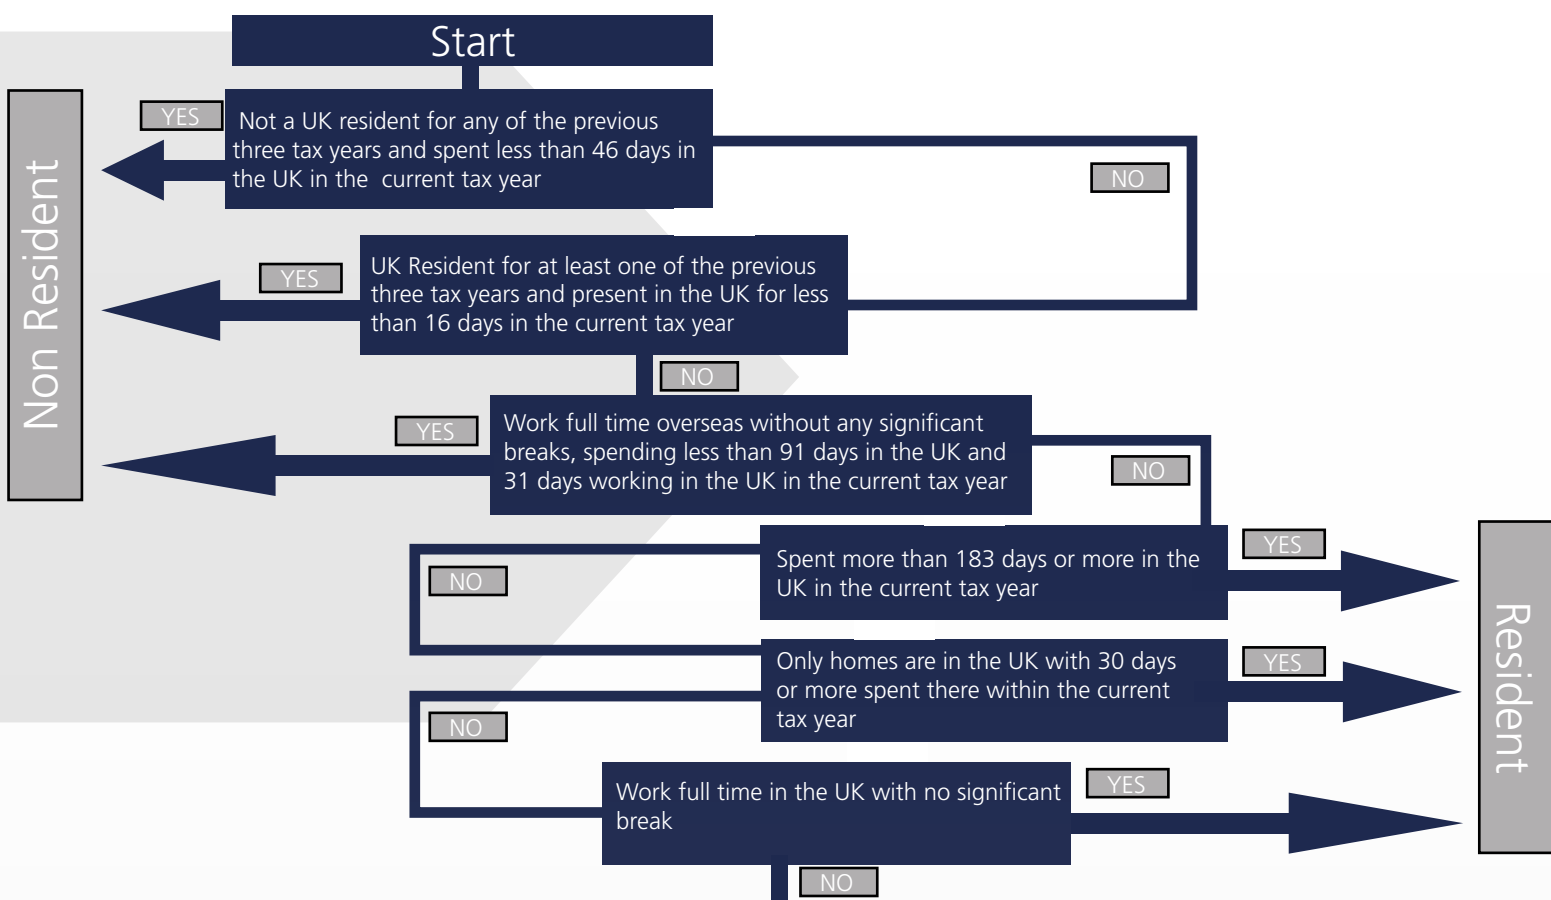 Start
YES
Not a UK resident for any of the previous
three tax years and spent less than 46 days in
the UK in the current tax year
NO
YES
UK Resident for at least one of the previous
three tax years and present in the UK for less
than 16 days in the current tax year
Non Resident
NO
YES
Work full time overseas without any significant
breaks, spending less than 91 days in the UK and
31 days working in the UK in the current tax year
NO
Spent more than 183 days or more in the
UK in the current tax year
YES
NO
Only homes are in the UK with 30 days
or more spent there within the current
tax year
YES
Resident
NO
Work full time in the UK with no significant
break
YES
NO